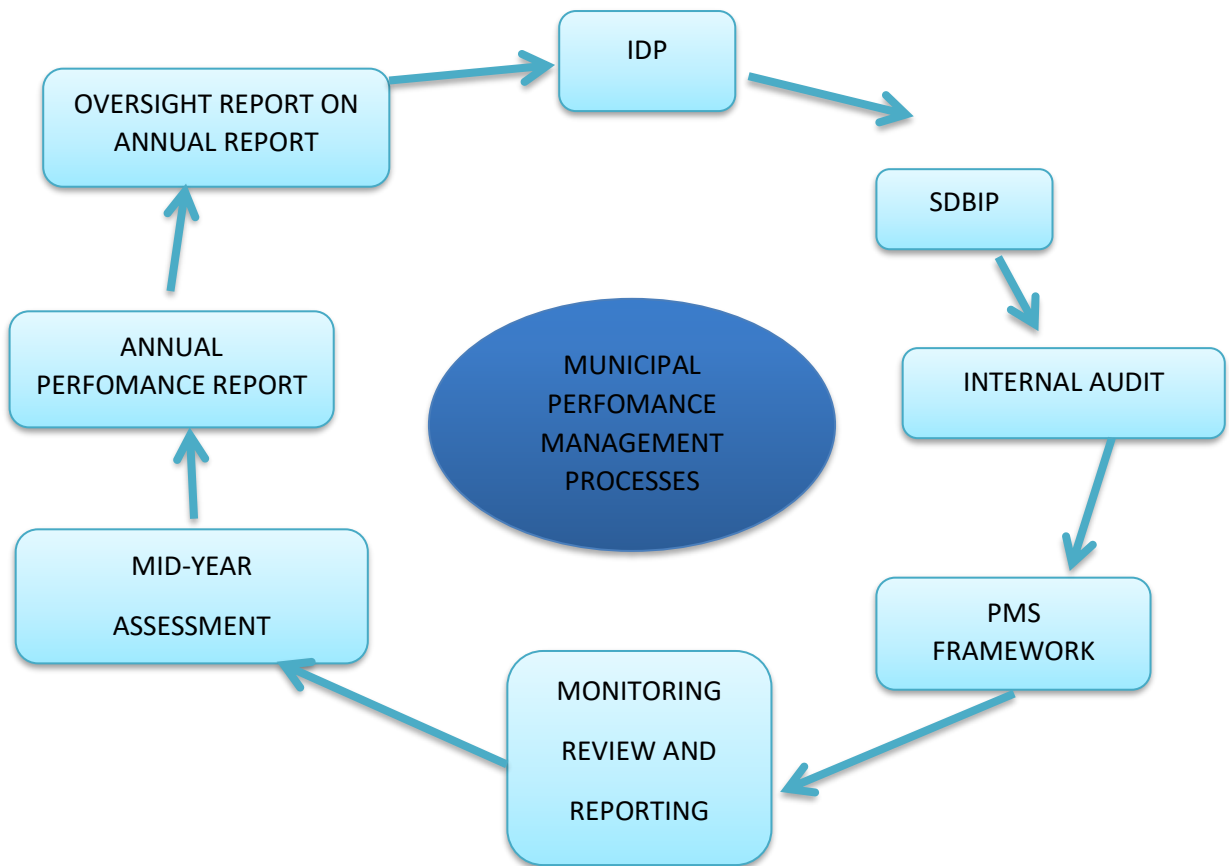 IDP
SDBIP
INTERNAL AUDIT
PMS
FRAMEWORK
MONITORING
REVIEW AND
REPORTING
MID-YEAR
ASSESSMENT
ANNUAL
PERFOMANCE REPORT
OVERSIGHT REPORT ON
ANNUAL REPORT
MUNICIPAL
PERFOMANCE
MANAGEMENT
PROCESSES